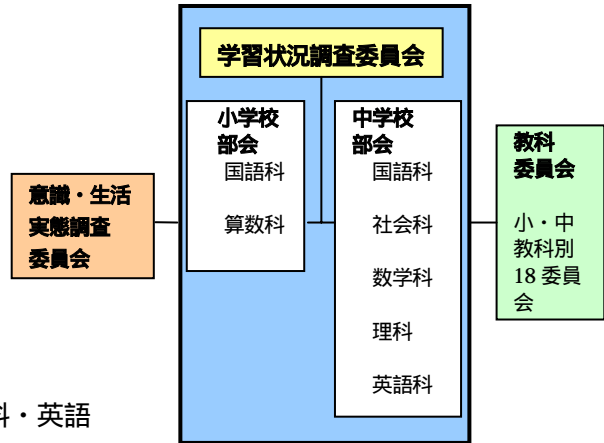 学習状況調査委員会
小学校
部会
国語科
算数科
中学校
部会
国語科
社会科
数学科
理科
英語科
意識・生活
実態調査
委員会
教科
委員会
小・中
教科別
18 委員
会
科・英語